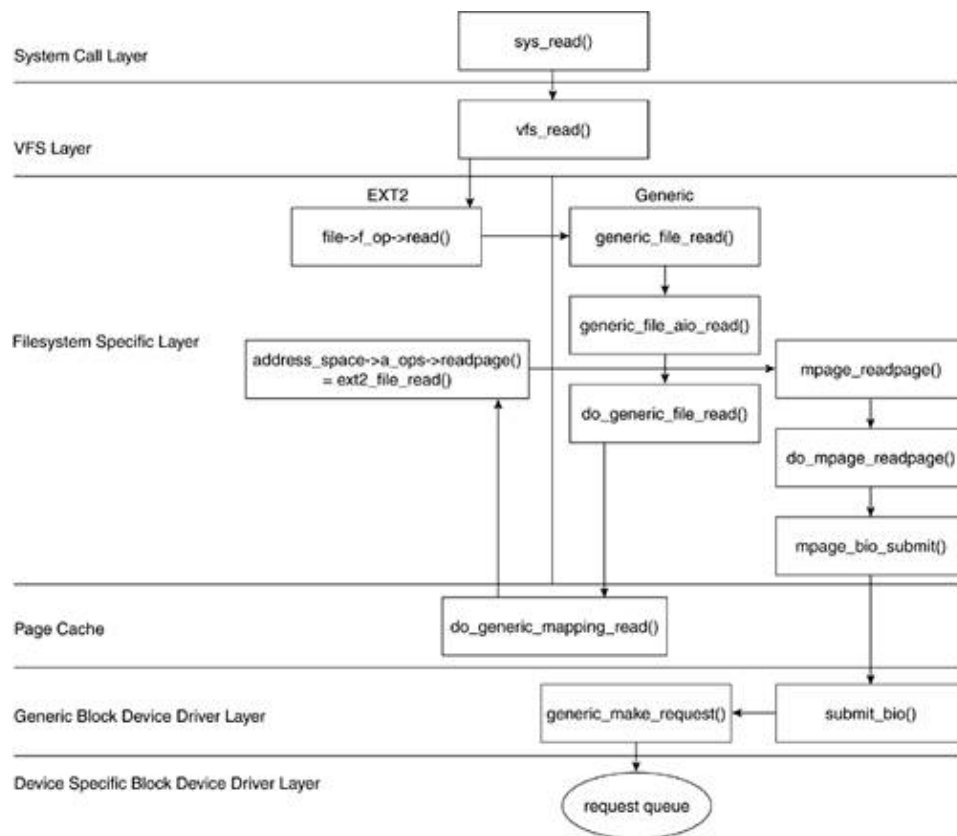 sys_read()
System Call Layer
vfs_read()
VFS Layer
EXT2
Generic
file->f_op->read()
generic_file_read()
generic_file_aio_read()
Filesystem Specific Layer
address_space->a_ops->readpage()
= ext2_file_read()
mpage_readpage()
do_generic_file_read()
do_mpage_readpage()
mpage_bio_submit()
Page Cache
do_generic_mapping_read()
Generic Block Device Driver Layer
generic_make_request()
submit_bio()
Device Specific Block Device Driver Layer
request queue